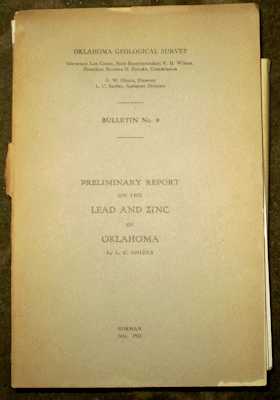 OKLAHOMA GEOLOGICAL SURVEY
Governor Lee Cruce, State Superintendent R. H. Wilson,
President Stratton D. Brooks, Commission
D. W. Ohern, Director
L. C. Snider, Assistant Director
BULLETIN No. 9
PRELIMINARY REPORT
ON THE
LEAD AND ZINC
OF
OKLAHOMA
by L. C. SNIDER
NORMAN
July, 1912